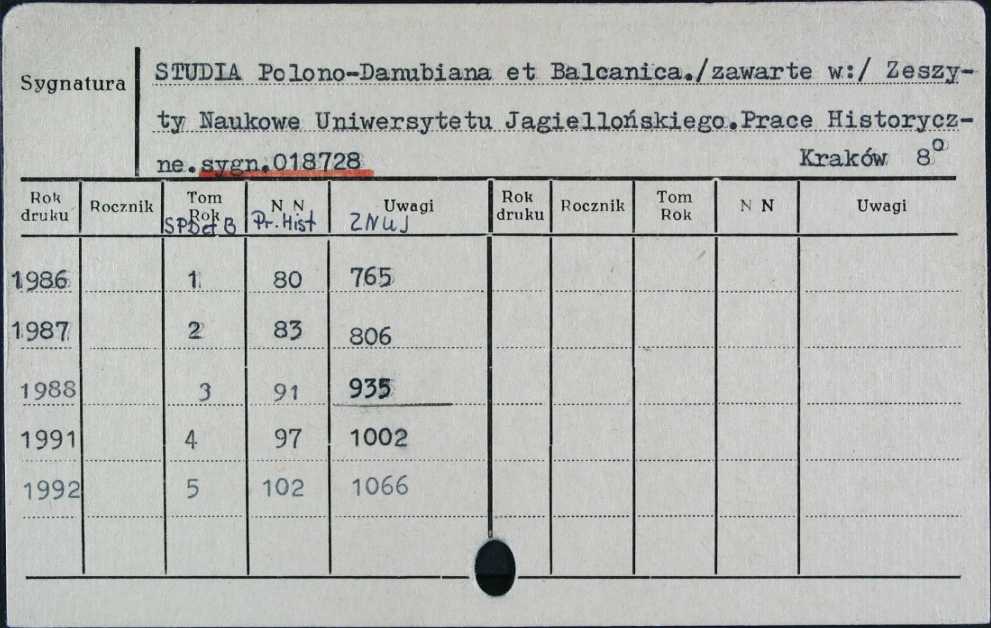 Sygnatura
STUDIA Polono-Danubiana et Balcanica./zawarte w:/ Zeszy-
ty Naukowe Uniwersytetu Jagiellońskiego.Prace Historycz-
ne.sygn.018728 Kraków 8°
Rok druku Rocznik Tom Rok N N Uwagi Rok druku Rocznik Tom Rok N N Uwagi
SPDet B Pr. Hist ZNUJ
1986 1 80 765
1987 2 83 806
1988 3 91 935
1991 4 97 1002
1992 5 102 1066